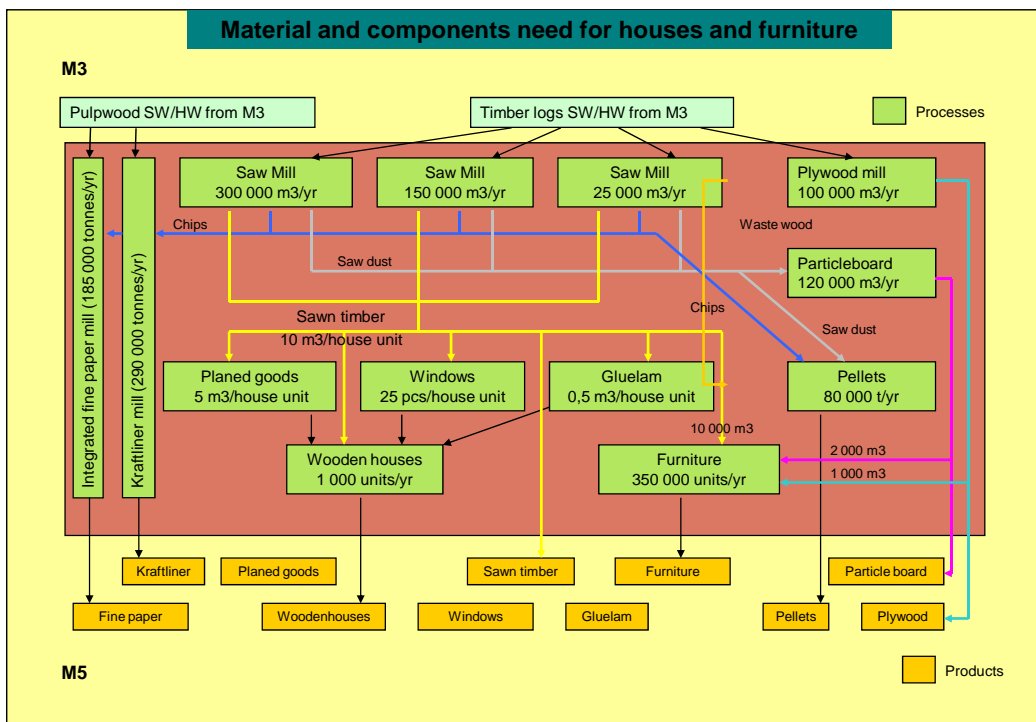 Material and components need for houses and furniture
M3
Pulpwood SW/HW from M3
Timber logs SW/HW from M3
Processes
Integrated fine paper mill (185 000 tonnes/yr)
Kraftliner mill (290 000 tonnes/yr)
Saw Mill
300 000 m3/yr
Saw Mill
150 000 m3/yr
Saw Mill
25 000 m3/yr
Plywood mill
100 000 m3/yr
Chips
Waste wood
Saw dust
Particleboard
120 000 m3/yr
Chips
Sawn timber
10 m3/house unit
Saw dust
Planed goods
5 m3/house unit
Windows
25 pcs/house unit
Gluelam
0,5 m3/house unit
Pellets
80 000 t/yr
10 000 m3
Wooden houses
1 000 units/yr
Furniture
350 000 units/yr
2 000 m3
1 000 m3
Kraftliner
Planed goods
Sawn timber
Furniture
Particle board
Fine paper
Woodenhouses
Windows
Gluelam
Pellets
Plywood
M5
Products